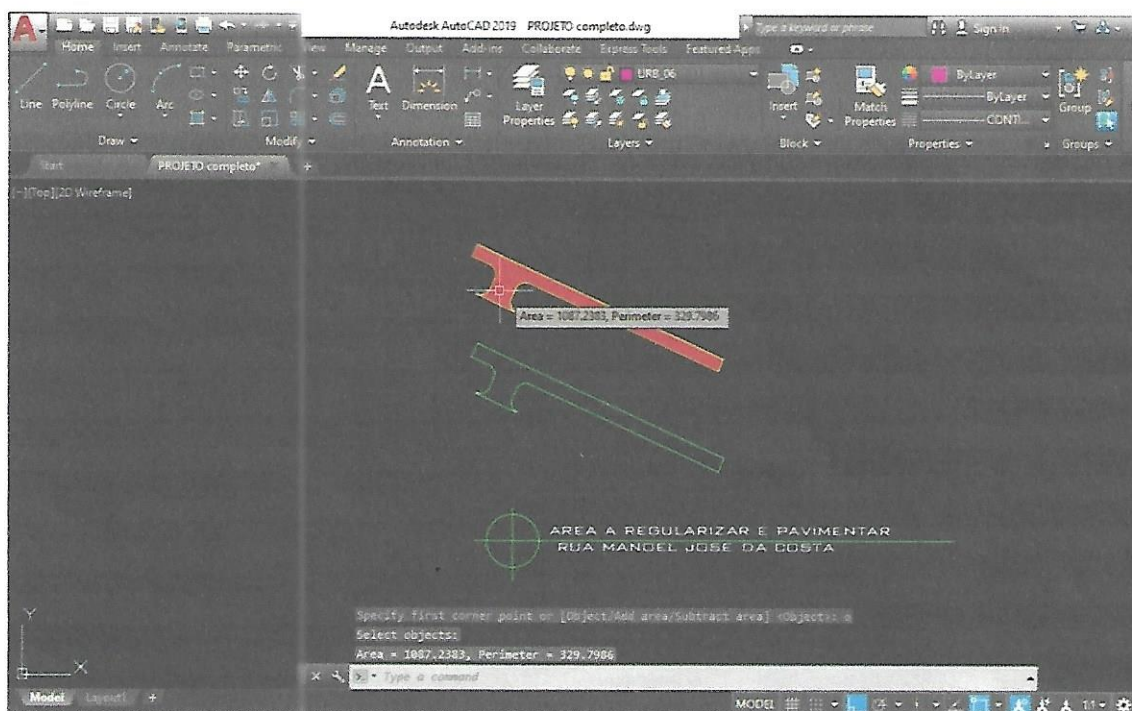 Autodesk AutoCAD 2019 PROJETO completo.dwg
Type a keyword or phrase
Sign In
Home Insert Annotate Parametric View Manage Output Add-ins Collaborate Express Tools Featured Apps
URB_06
ByLayer
ByLayer
CONTI...
Line Polyline Circle Arc
Text Dimension
Layer Properties
Insert
Match Properties
Group
Draw Modify Annotation Layers Block Properties Groups
Start PROJETO completo* +
[-][Top][2D Wireframe]
Area = 1087.2383, Perimeter = 329.7986
AREA A REGULARIZAR E PAVIMENTAR
RUA MANOEL JOSE DA COSTA
Specify first corner point or [Object/Add area/Subtract area] <Object>: o
Select objects:
Area = 1087.2383, Perimeter = 329.7986
Type a command
Y
X
Model Layout1 +
MODEL
1:1